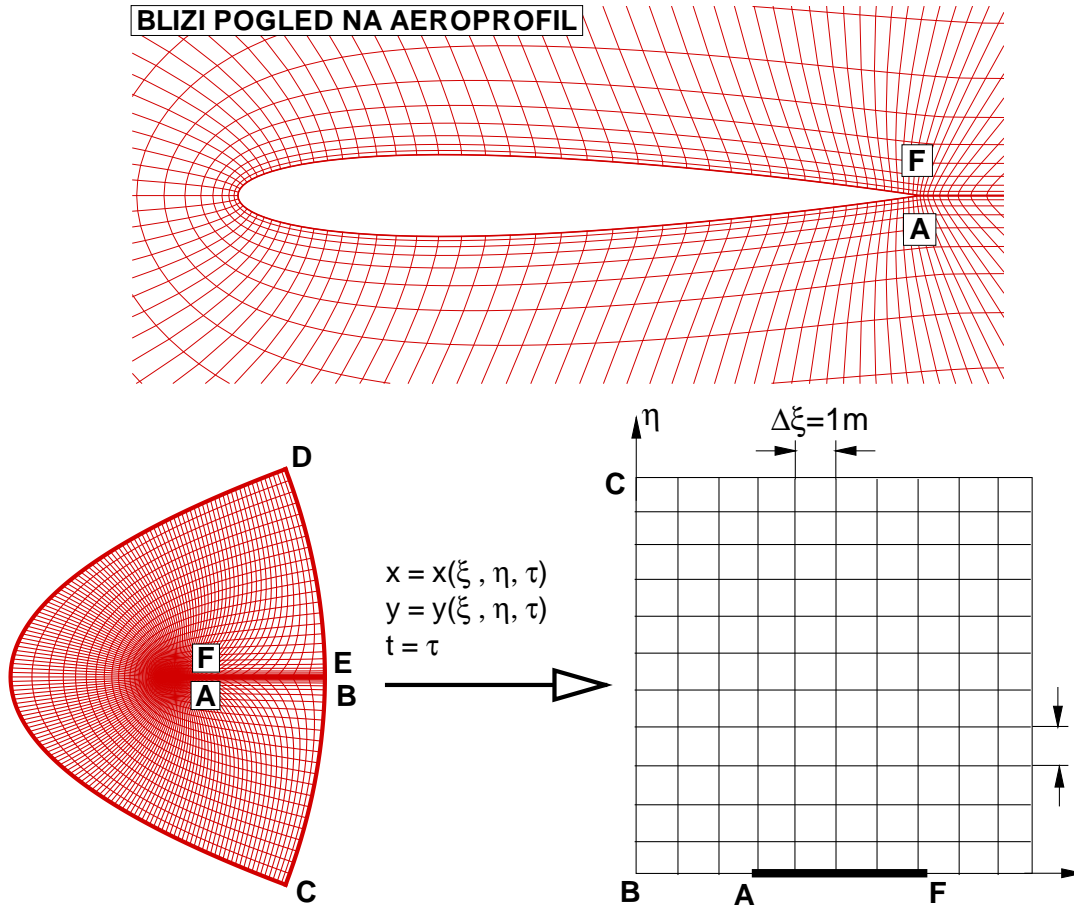 BLIZI POGLED NA AEROPROFIL
F
A
D
F
A
E
B
C
x = x(ξ , η, τ)
y = y(ξ , η, τ)
t = τ
η
Δξ=1m
C
B
A
F